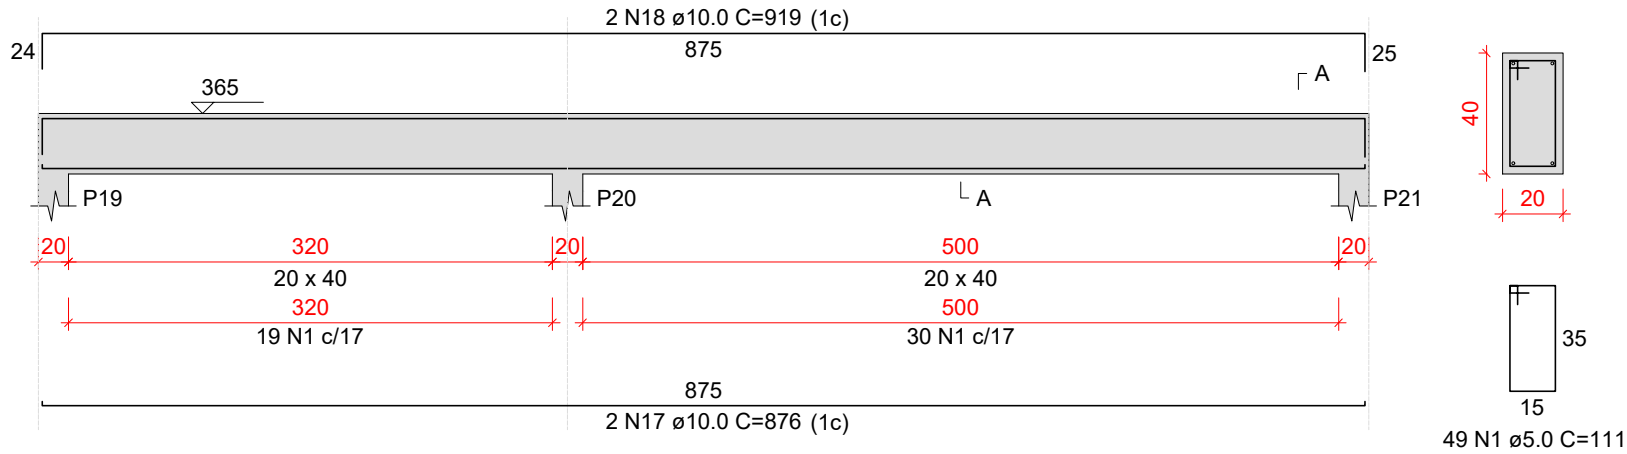 2 N18 ø10.0 C=919 (1c)
24
875
25
A
365
40
P19
P20
A
P21
20
20
320
20
500
20
20 x 40
20 x 40
320
500
19 N1 c/17
30 N1 c/17
35
875
15
2 N17 ø10.0 C=876 (1c)
49 N1 ø5.0 C=111